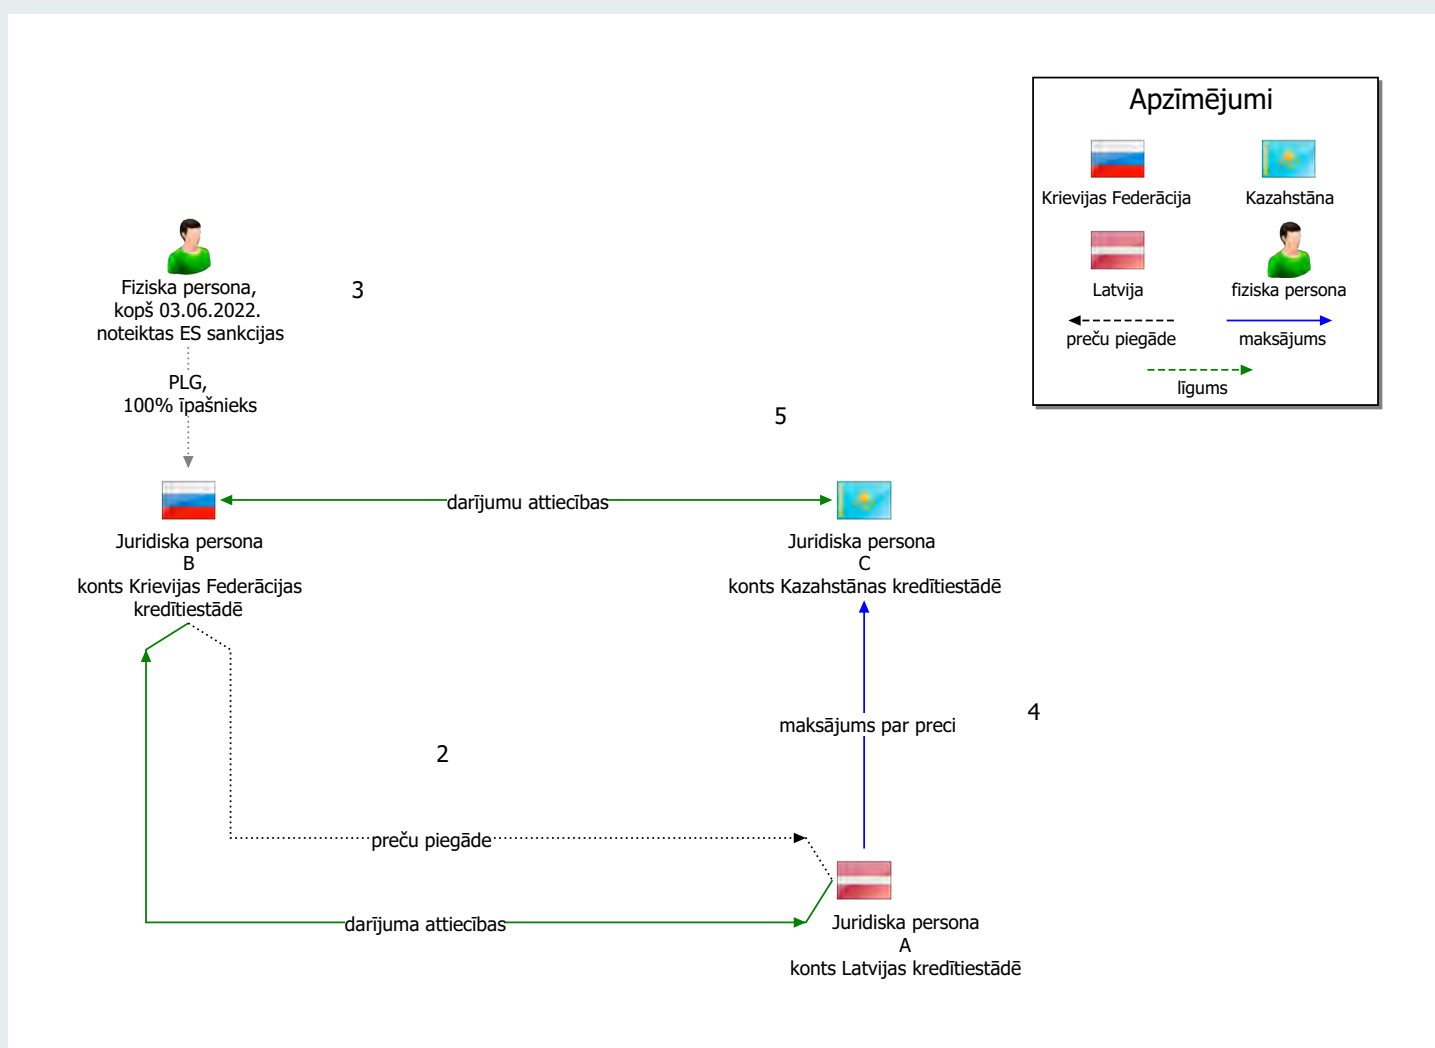 Apzīmējumi
Krievijas Federācija
Kazahstāna
Latvija
fiziska persona
preču piegāde
maksājums
līgums
Fiziska persona,
kopš 03.06.2022.
noteiktas ES sankcijas
3
PLG,
100% īpašnieks
5
darījumu attiecības
Juridiska persona
B
konts Krievijas Federācijas
kredītiestādē
Juridiska persona
C
konts Kazahstānas kredītiestādē
4
maksājums par preci
2
preču piegāde
darījuma attiecības
Juridiska persona
A
konts Latvijas kredītiestādē